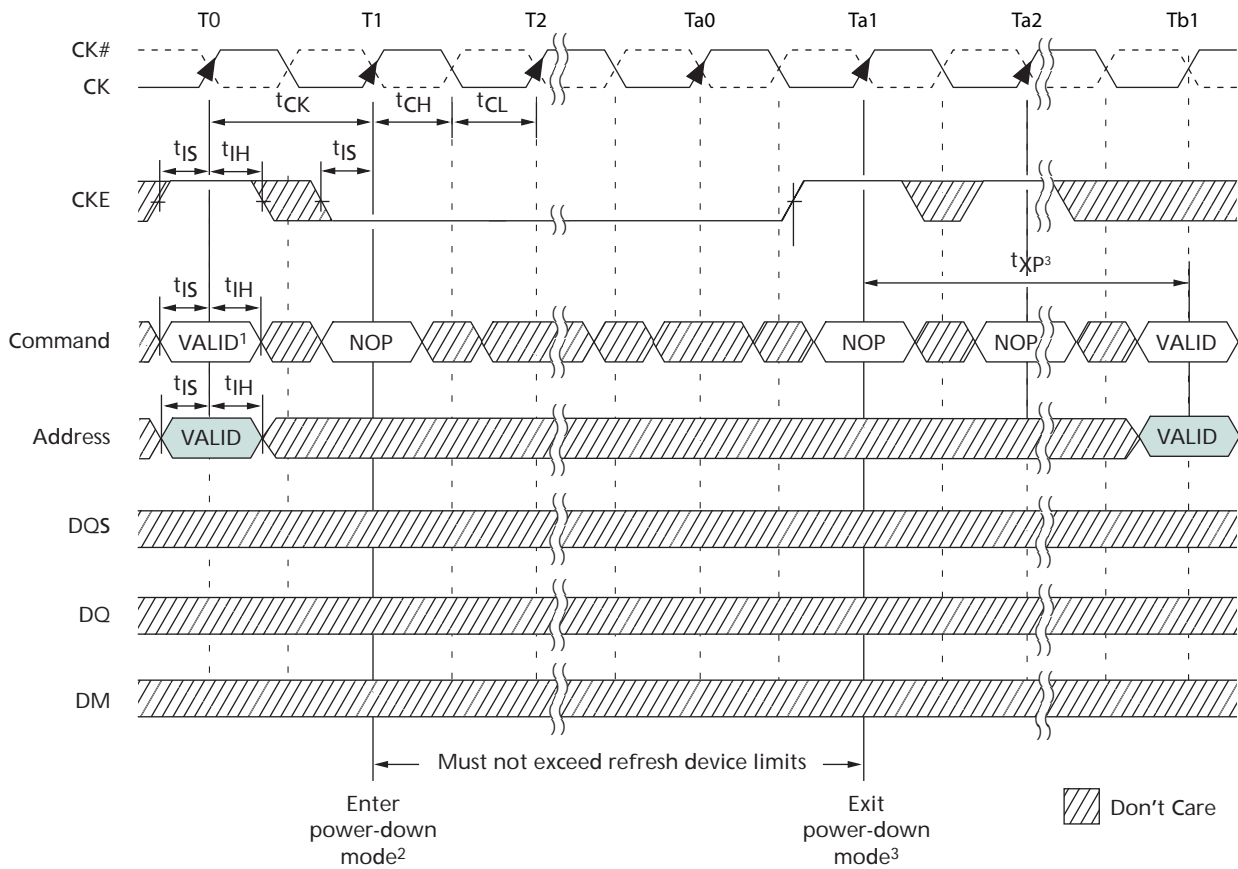 T0 T1 T2 Ta0 Ta1 Ta2 Tb1
CK#
CK
tCK tCH tCL
tIS tIH tIS
CKE
tXP3
tIS tIH
Command VALID1 NOP NOP NOP VALID
tIS tIH
Address VALID VALID
DQS
DQ
DM
Must not exceed refresh device limits
Enter
power-down
mode2
Exit
power-down
mode3
Don't Care